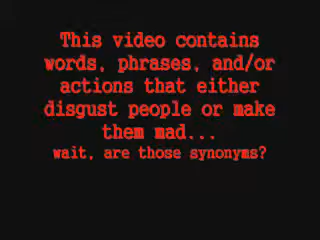 This video contains
words, phrases, and/or
actions that either
disgust people or make
them mad...
wait, are those synonyms?